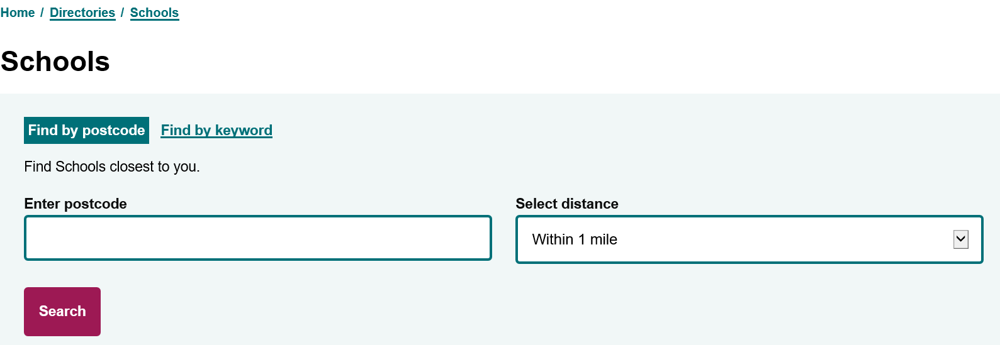 Home / Directories / Schools
Schools
Find by postcode Find by keyword
Find Schools closest to you.
Enter postcode Select distance
Within 1 mile
Search